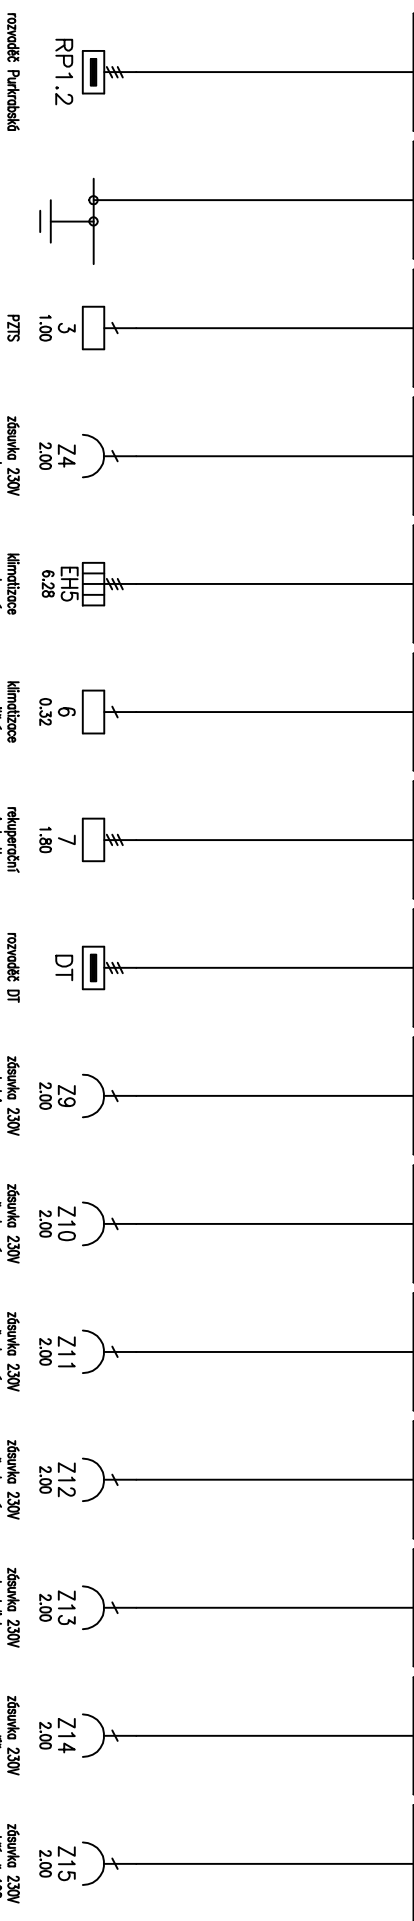 RP1.2
rozvaděč Purkrabská
3
1.00
PZTS
Z4
2.00
zásuvka 230V
EH5
6.28
klimatizace
6
0.32
klimatizace
7
1.80
rekuperační
DT
rozvaděč DT
Z9
2.00
zásuvka 230V
Z10
2.00
zásuvka 230V
Z11
2.00
zásuvka 230V
Z12
2.00
zásuvka 230V
Z13
2.00
zásuvka 230V
Z14
2.00
zásuvka 230V
Z15
2.00
zásuvka 230V